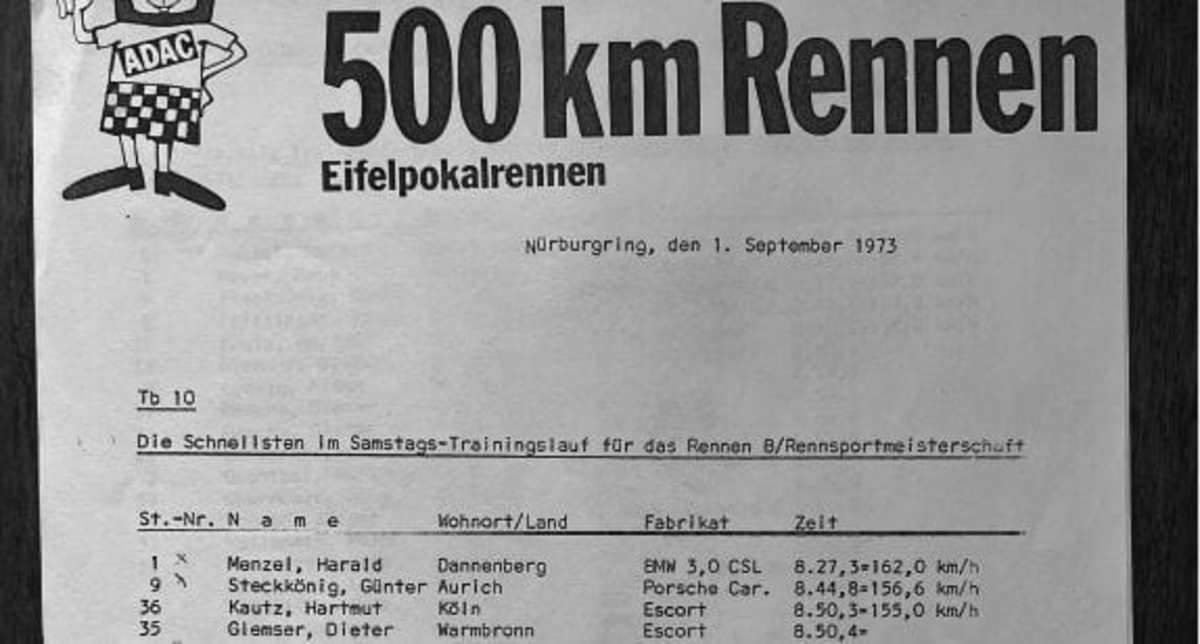 ADAC
500 km Rennen
Eifelpokalrennen
Nürburgring, den 1. September 1973
Tb 10
Die Schnellsten im Samstags-Trainingslauf für das Rennen B/Rennsportmeisterschaft
St.-Nr. N a m e Wohnort/Land Fabrikat Zeit
1 x Menzel, Harald Dannenberg BMW 3,0 CSL 8.27,3=162,0 km/h
9 Steckkönig, Günter Aurich Porsche Car. 8.44,8=156,6 km/h
36 Kautz, Hartmut Köln Escort 8.50,3=155,0 km/h
35 Glemser, Dieter Warmbronn Escort 8.50,4=